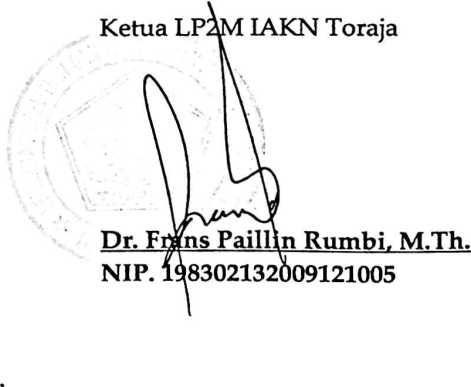 Ketua LP2M IAKN Toraja
Dr. Frans Paillin Rumbi, M.Th.
NIP. 198302132009121005